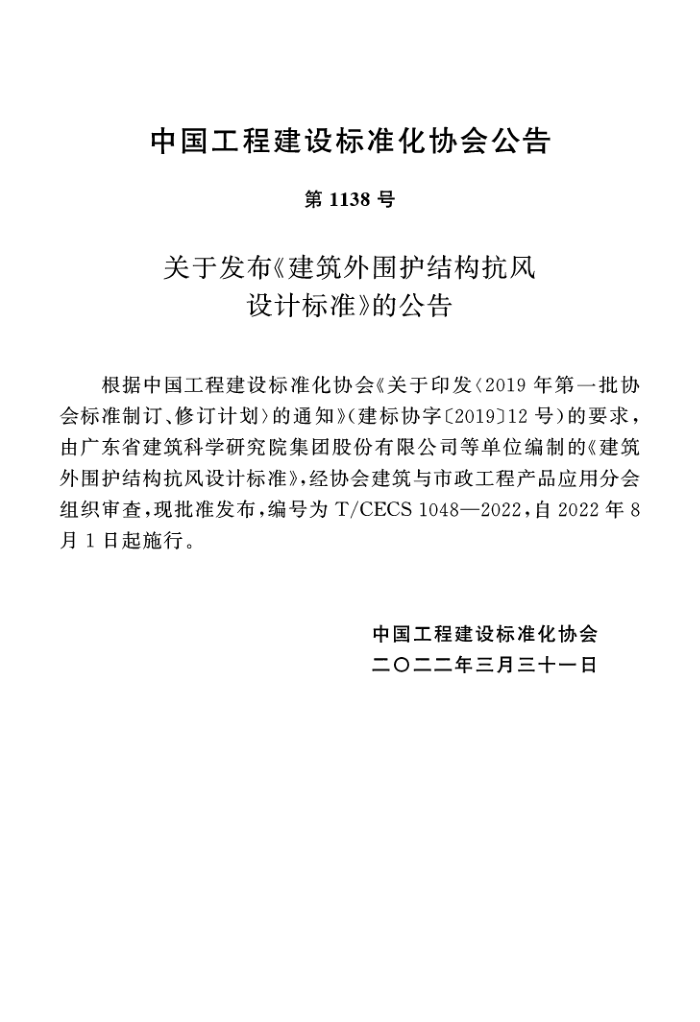 中国工程建设标准化协会公告
第 1138 号
关于发布《建筑外围护结构抗风
设计标准》的公告
根据中国工程建设标准化协会《关于印发〈2019 年第一批协
会标准制订、修订计划〉的通知》(建标协字〔2019〕12 号)的要求，
由广东省建筑科学研究院集团股份有限公司等单位编制的《建筑
外围护结构抗风设计标准》，经协会建筑与市政工程产品应用分会
组织审查，现批准发布，编号为 T/CECS 1048—2022，自 2022 年 8
月 1 日起施行。
中国工程建设标准化协会
二〇二二年三月三十一日